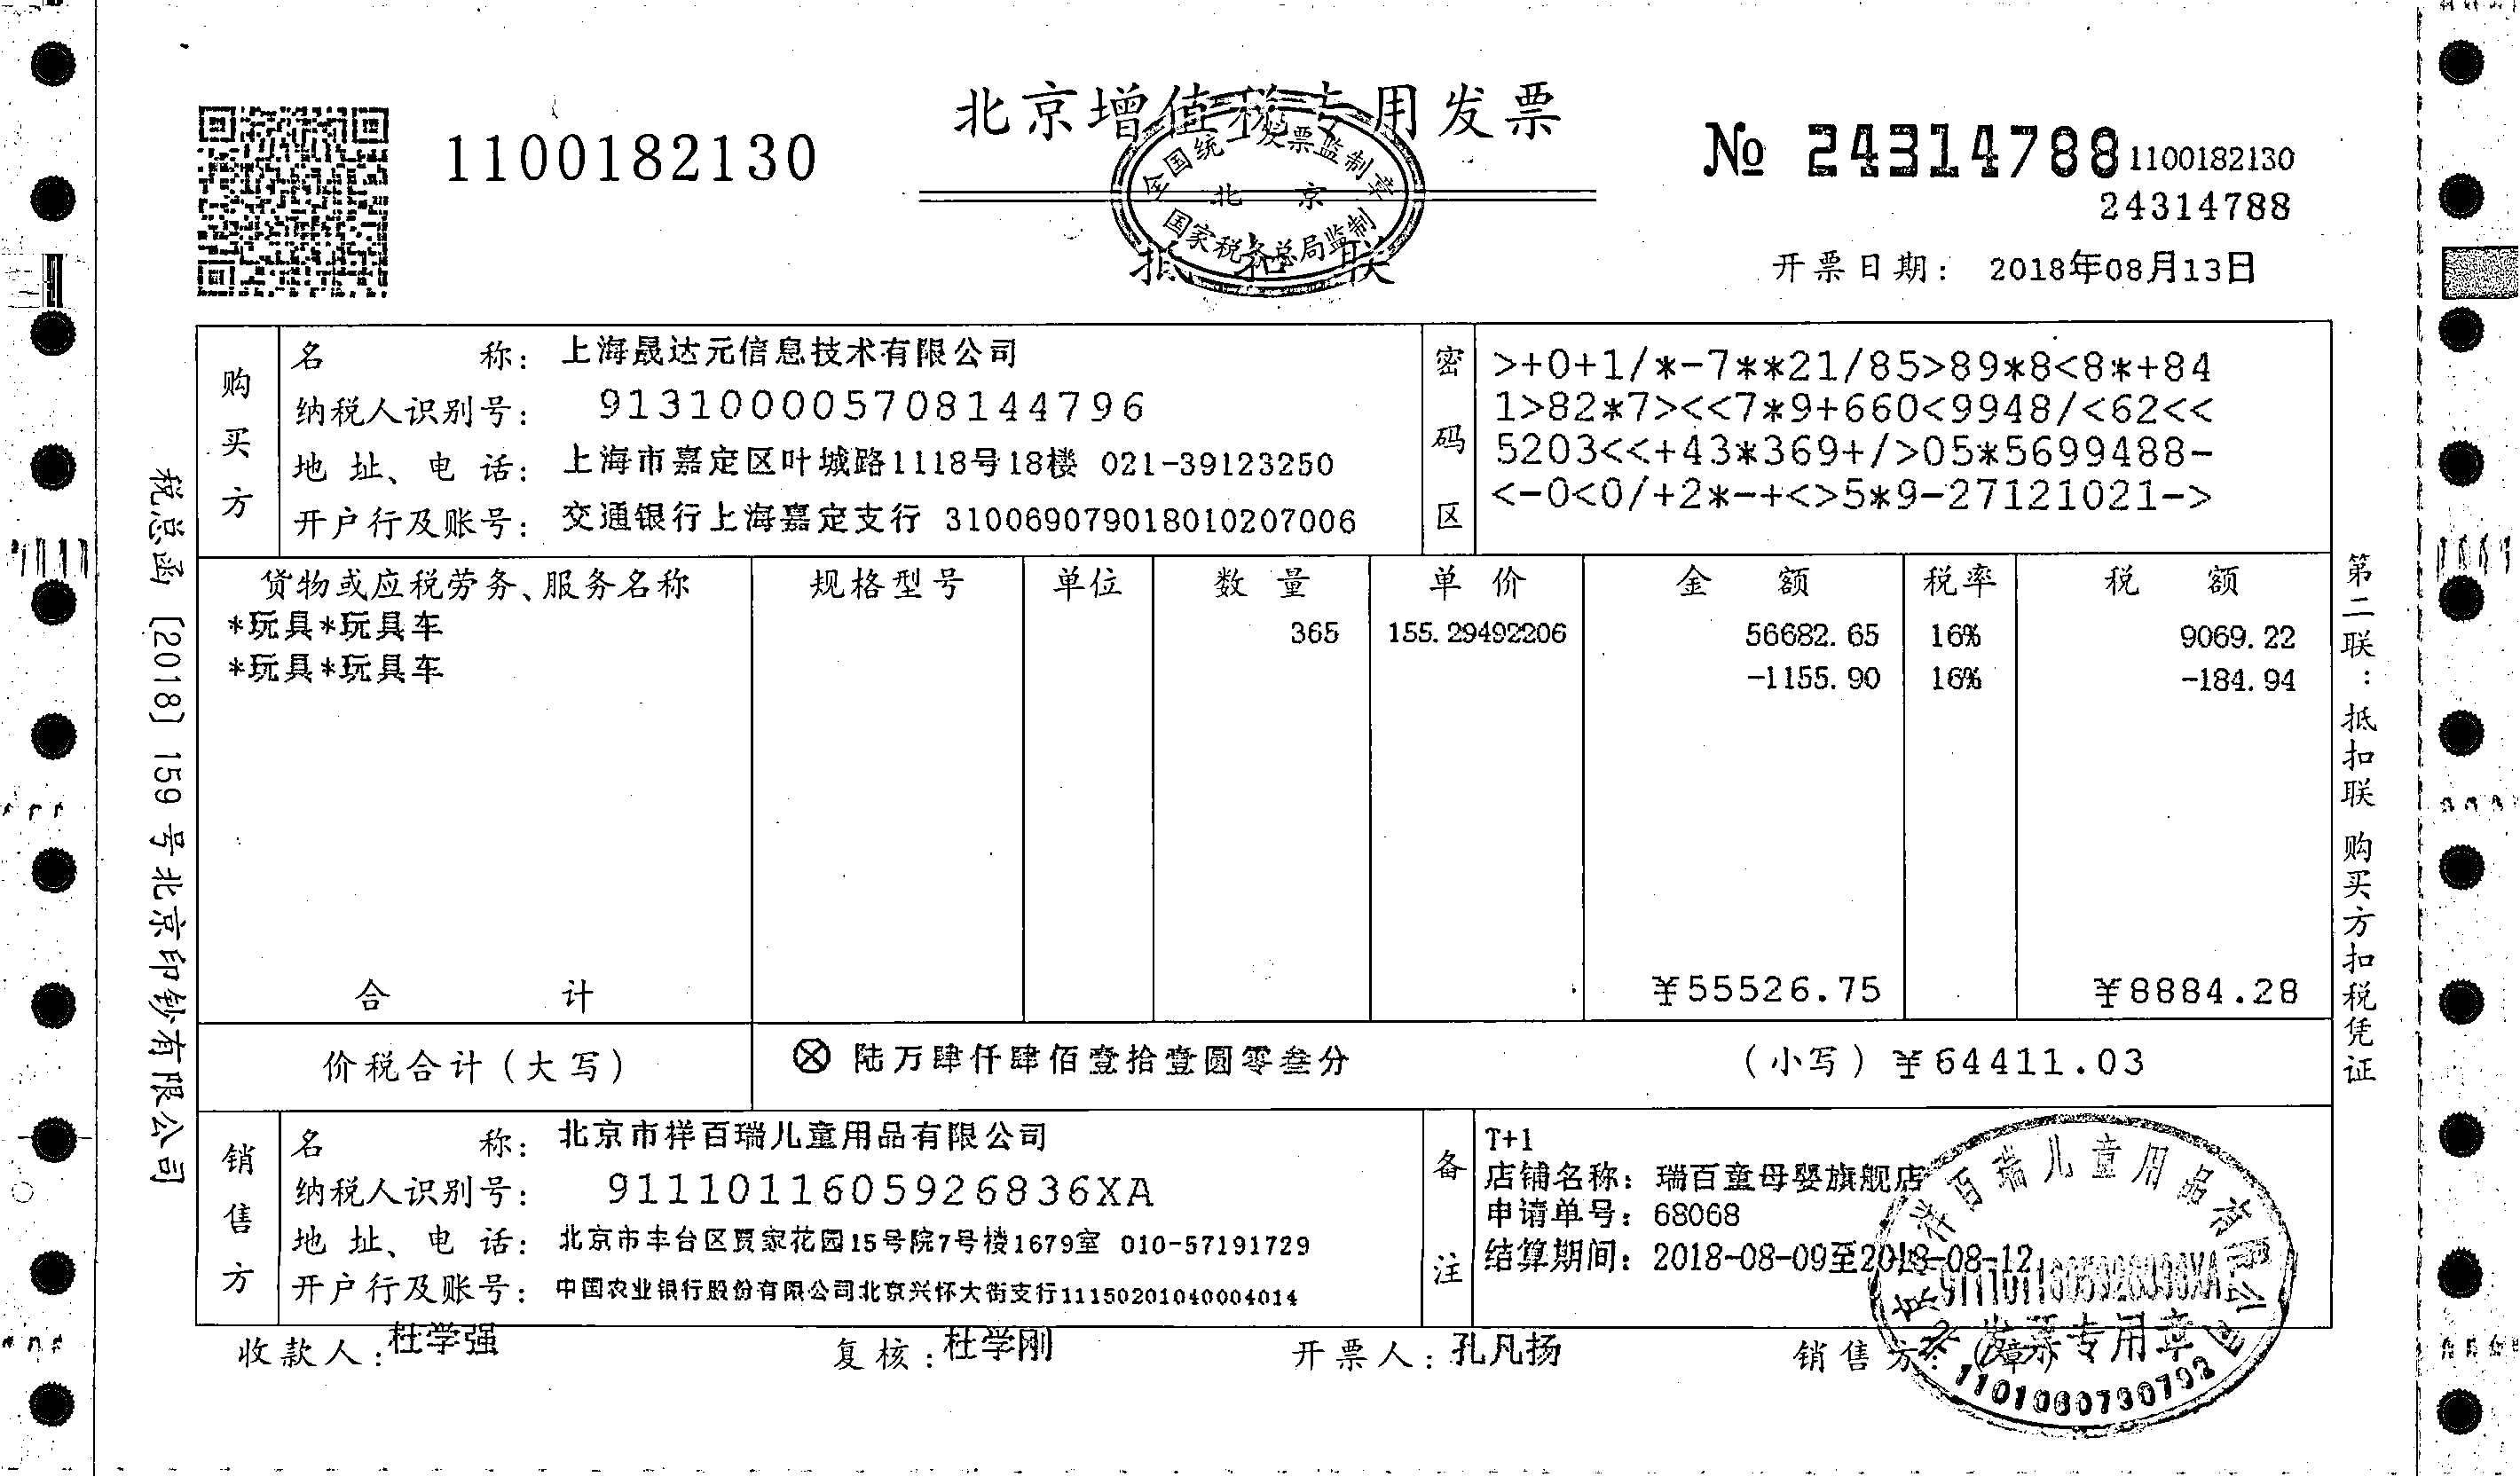 北京增值税专用发票
1100182130
№ 24314788
1100182130
24314788
全国统一发票监制章
北京
国家税务总局监制
抵扣联
开票日期: 2018年08月13日
购买方
名称: 上海晟达元信息技术有限公司
纳税人识别号: 913100005708144796
地址、电话: 上海市嘉定区叶城路1118号18楼 021-39123250
开户行及账号: 交通银行上海嘉定支行 310069079018010207006
密码区
>+0+1/*-7**21/85>89*8<8*+84
1>82*7><<7*9+660<9948/<62<<
5203<<+43*369+/>05*5699488-
<-0<0/+2*-+<>5*9-27121021->
货物或应税劳务、服务名称 规格型号 单位 数量 单价 金额 税率 税额
*玩具*玩具车 365 155.29492206 56682.65 16% 9069.22
*玩具*玩具车 -1155.90 16% -184.94
合计 ¥55526.75 ¥8884.28
价税合计(大写) ⊗陆万肆仟肆佰壹拾壹圆零叁分 (小写)¥64411.03
销售方
名称: 北京市祥百瑞儿童用品有限公司
纳税人识别号: 9111011605926836XA
地址、电话: 北京市丰台区贾家花园15号院7号楼1679室 010-57191729
开户行及账号: 中国农业银行股份有限公司北京兴怀大街支行11150201040004014
备注
T+1
店铺名称: 瑞百童母婴旗舰店
申请单号: 68068
结算期间: 2018-08-09至2018-08-12
收款人: 杜学强 复核: 杜学刚 开票人: 孔凡扬 销售方: (章)
北京市祥百瑞儿童用品有限公司
9111011605926836XA
发票专用章
税总函[2018]159号北京印钞有限公司
第二联:抵扣联 购买方扣税凭证